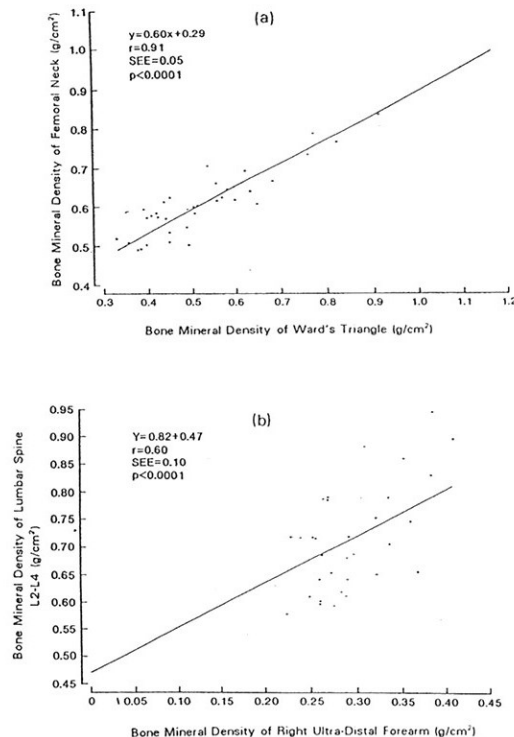 (a)
y=0.60x+0.29
r=0.91
SEE=0.05
p<0.0001
Bone Mineral Density of Femoral Neck (g/cm²)
1.1
1.0
0.9
0.8
0.7
0.6
0.5
0.4
0.3 0.4 0.5 0.6 0.7 0.8 0.9 1.0 1.1 1.2
Bone Mineral Density of Ward's Triangle (g/cm²)
(b)
Y=0.82+0.47
r=0.60
SEE=0.10
p<0.0001
Bone Mineral Density of Lumbar Spine
L2-L4 (g/cm²)
0.95
0.90
0.85
0.80
0.75
0.70
0.65
0.60
0.55
0.50
0.45
0 0.05 0.10 0.15 0.20 0.25 0.30 0.35 0.40 0.45
Bone Mineral Density of Right Ultra-Distal Forearm (g/cm²)